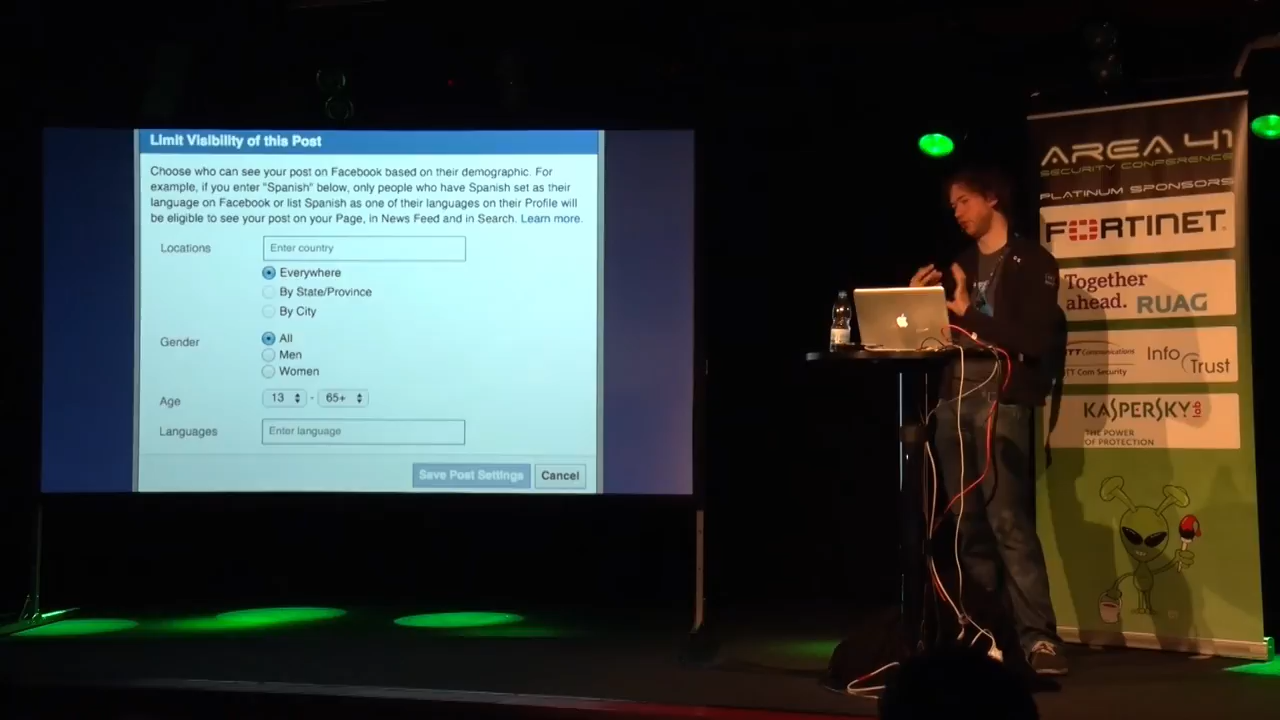 Limit Visibility of this Post
Choose who can see your post on Facebook based on their demographic. For
example, if you enter "Spanish" below, only people who have Spanish set as their
language on Facebook or list Spanish as one of their languages on their Profile will
be eligible to see your post on your Page, in News Feed and in Search. Learn more.
Locations
Enter country
Everywhere
By State/Province
By City
Gender
All
Men
Women
Age
13 - 65+
Languages
Enter language
Save Post Settings
Cancel
AREA 41
SECURITY CONFERENCE
PLATINUM SPONSORS
FORTINET
Together
ahead. RUAG
Communications
Com Security
Info Trust
KASPERSKY lab
THE POWER
OF PROTECTION